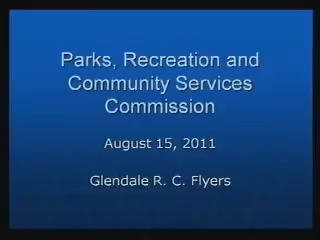 Parks, Recreation and
Community Services
Commission
August 15, 2011
Glendale R. C. Flyers